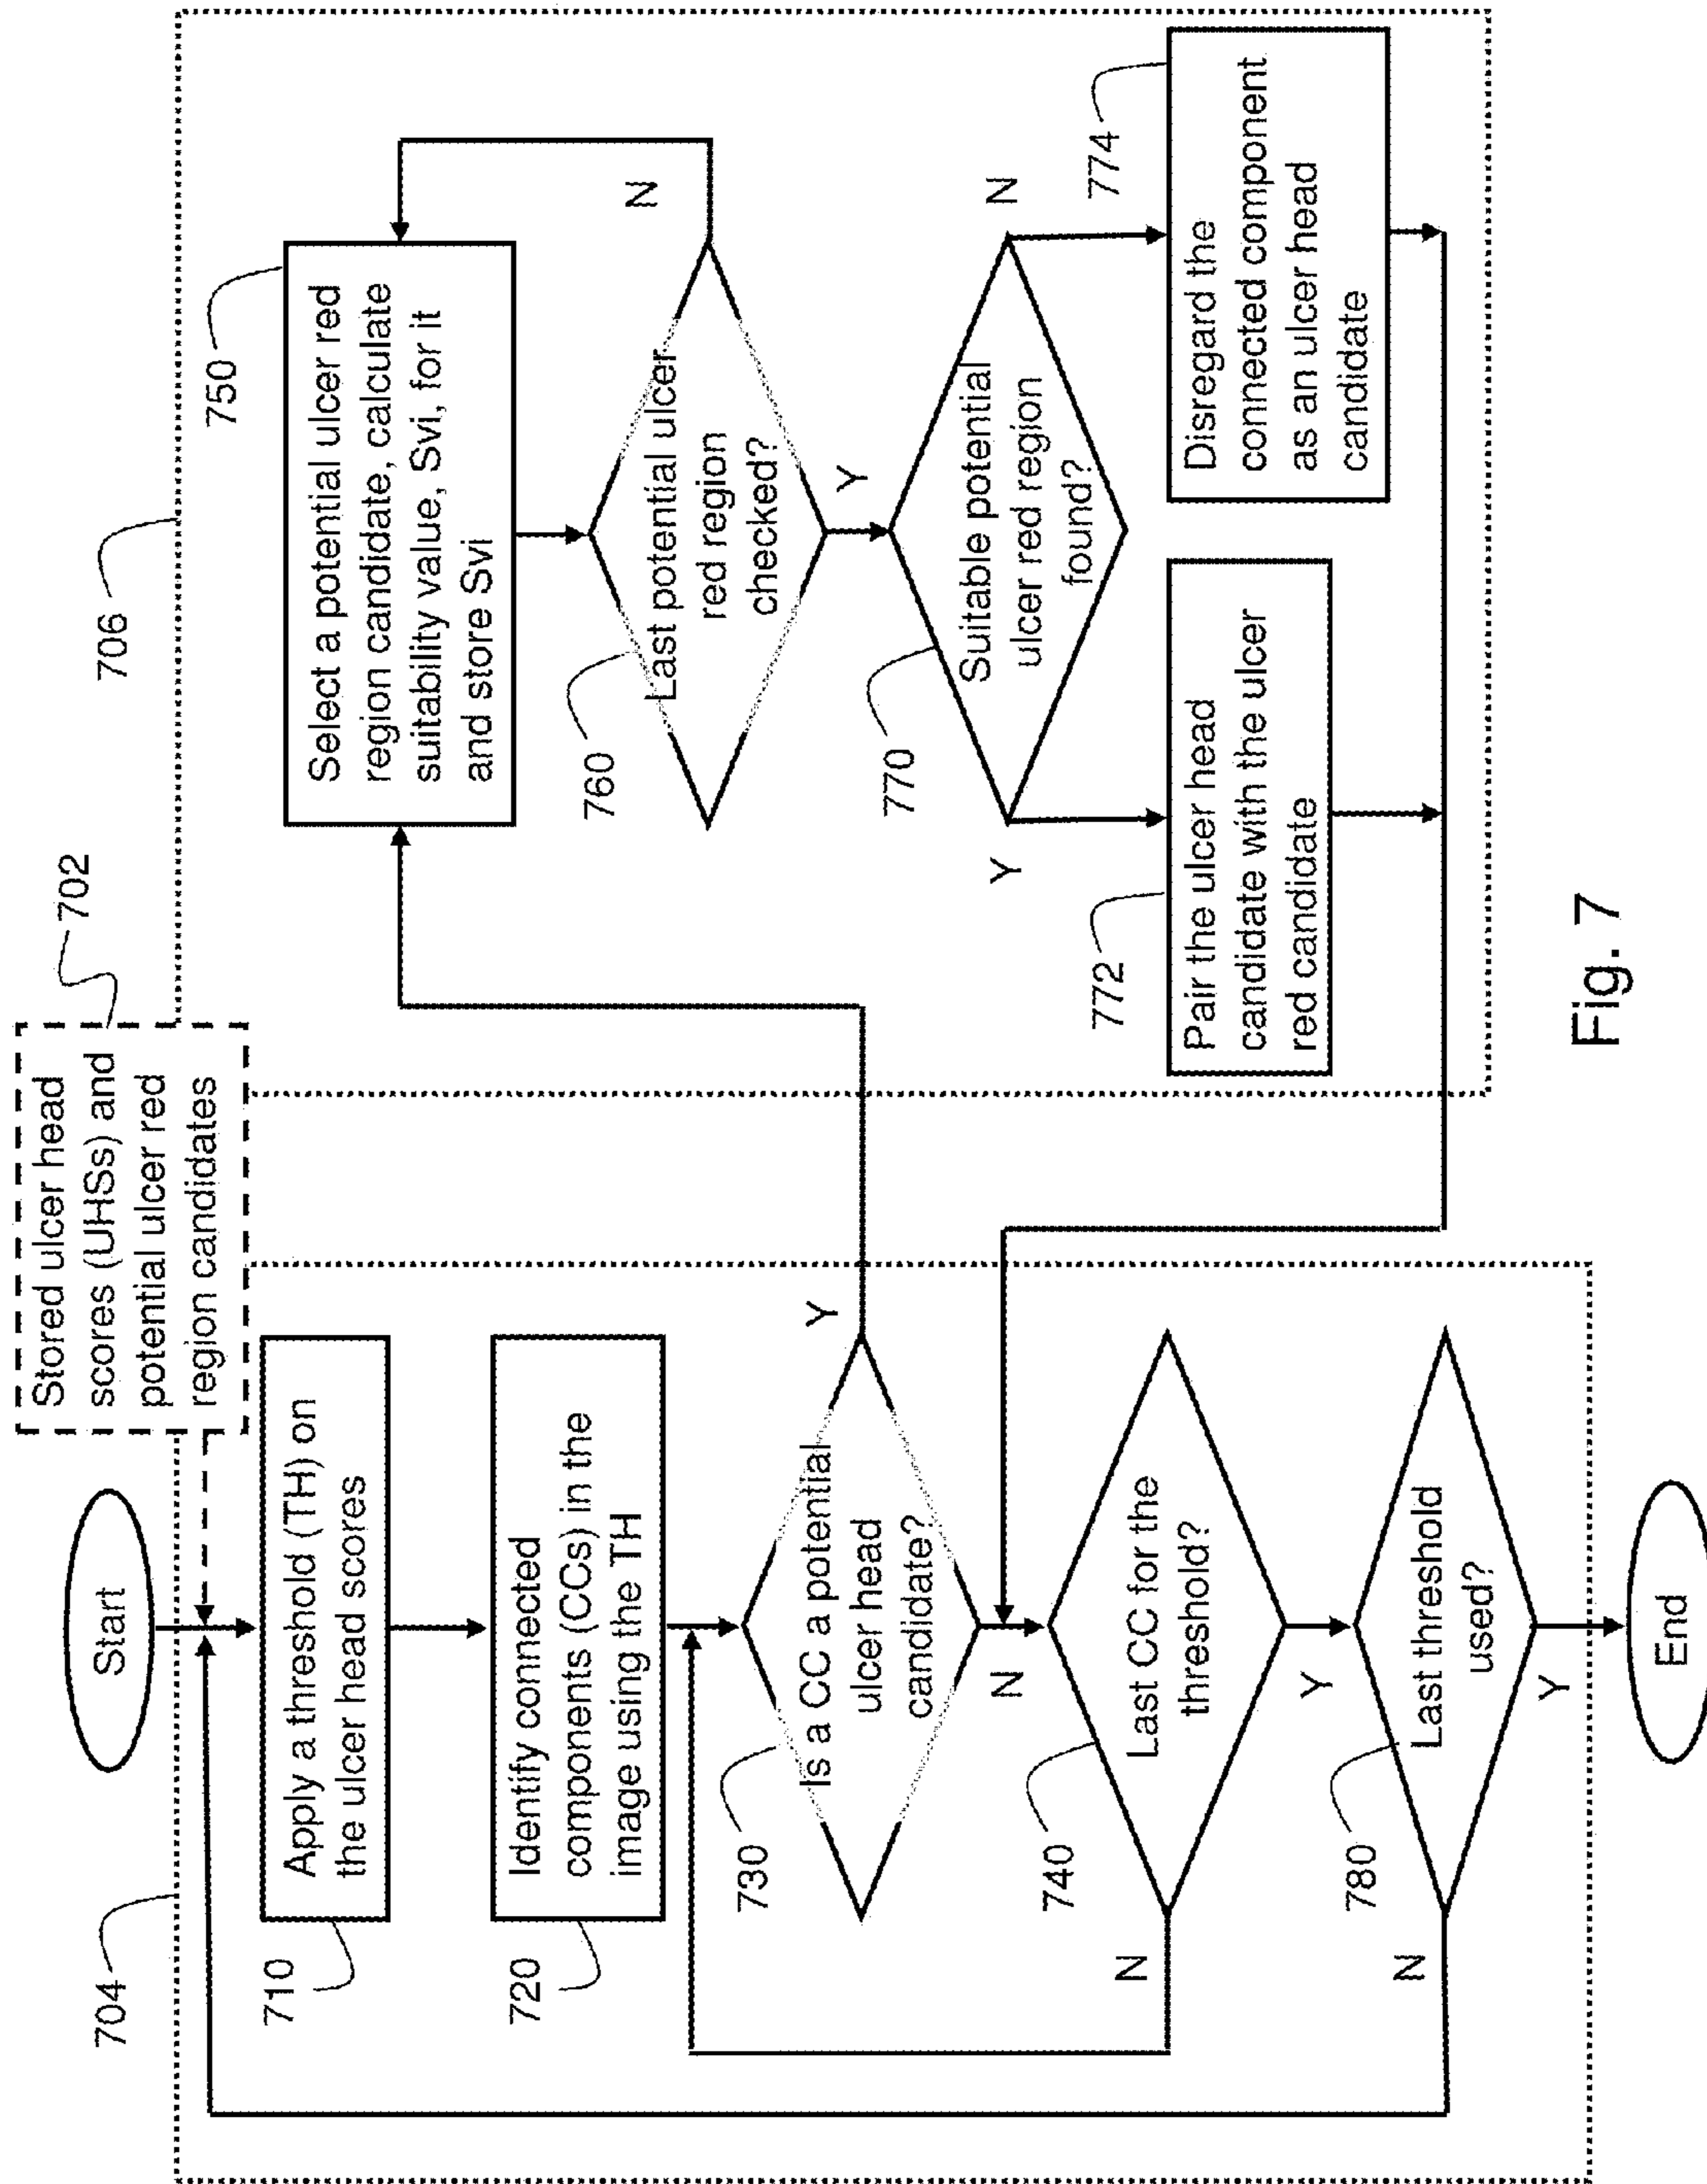 Start
Stored ulcer head
scores (UHSs) and
potential ulcer red
region candidates
702
704
706
710
Apply a threshold (TH) on
the ulcer head scores
720
Identify connected
components (CCs) in the
image using the TH
730
Is a CC a potential
ulcer head
candidate?
Y
N
740
Last CC for the
threshold?
N
Y
780
Last threshold
used?
N
Y
End
750
Select a potential ulcer red
region candidate, calculate
suitability value, Svi, for it
and store Svi
760
Last potential ulcer
red region
checked?
N
Y
770
Suitable potential
ulcer red region
found?
Y
N
772
Pair the ulcer head
candidate with the ulcer
red candidate
774
Disregard the
connected component
as an ulcer head
candidate
Fig. 7